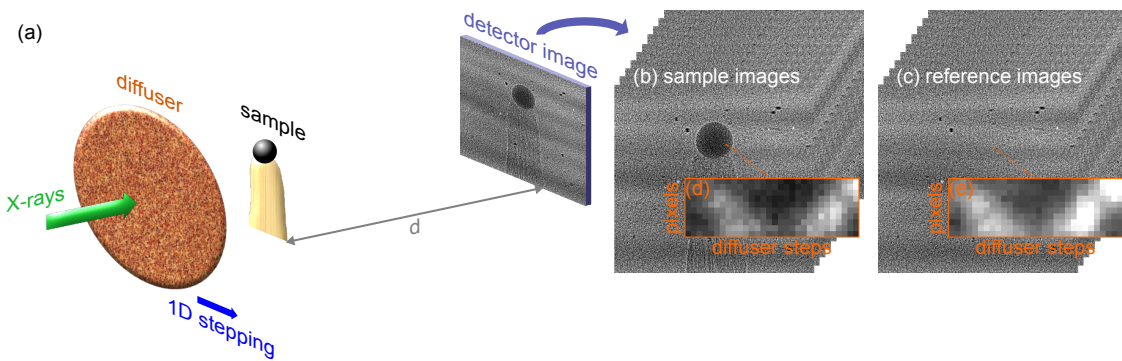 (a)
X-rays
diffuser
1D stepping
sample
d
detector image
(b) sample images
(d)
pixels
diffuser steps
(c) reference images
(e)
pixels
diffuser steps